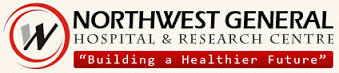 NORTHWEST GENERAL
HOSPITAL & RESEARCH CENTRE
"Building a Healthier Future"